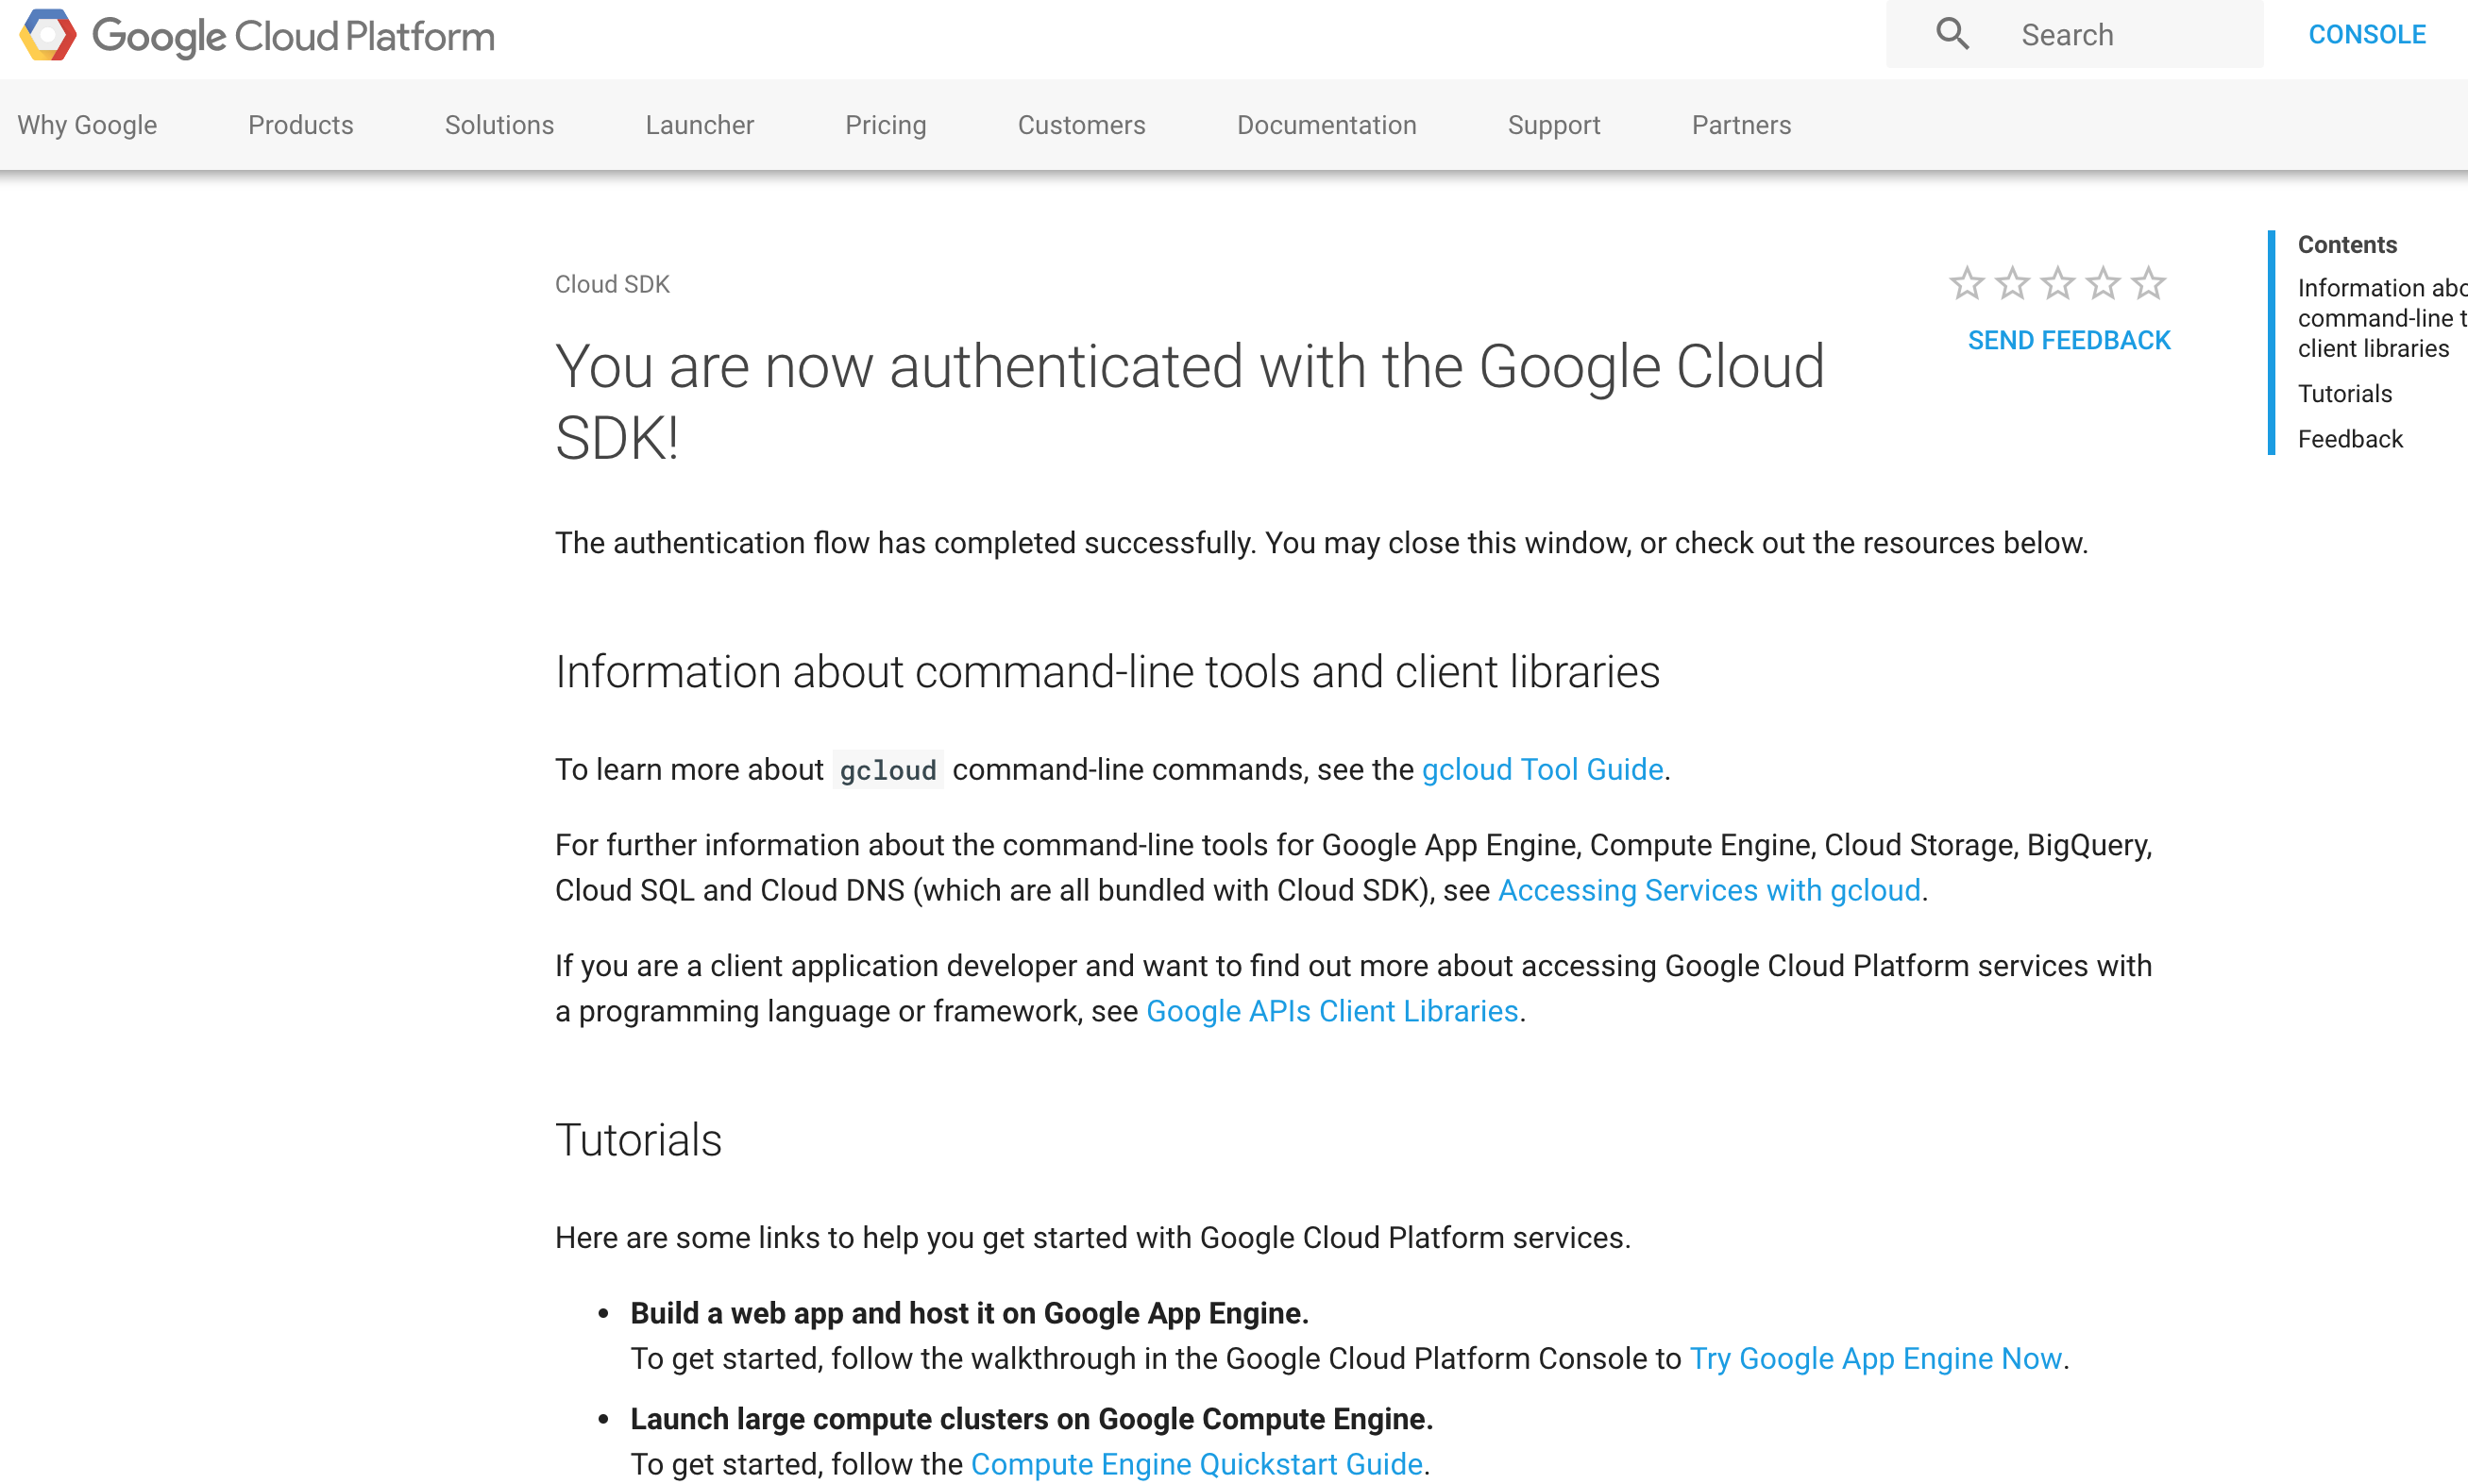 Google Cloud Platform
Search
CONSOLE
Why Google
Products
Solutions
Launcher
Pricing
Customers
Documentation
Support
Partners
Cloud SDK
You are now authenticated with the Google Cloud
SDK!
SEND FEEDBACK
The authentication flow has completed successfully. You may close this window, or check out the resources below.
Information about command-line tools and client libraries
To learn more about gcloud command-line commands, see the gcloud Tool Guide.
For further information about the command-line tools for Google App Engine, Compute Engine, Cloud Storage, BigQuery,
Cloud SQL and Cloud DNS (which are all bundled with Cloud SDK), see Accessing Services with gcloud.
If you are a client application developer and want to find out more about accessing Google Cloud Platform services with
a programming language or framework, see Google APIs Client Libraries.
Tutorials
Here are some links to help you get started with Google Cloud Platform services.
• Build a web app and host it on Google App Engine.
To get started, follow the walkthrough in the Google Cloud Platform Console to Try Google App Engine Now.
• Launch large compute clusters on Google Compute Engine.
To get started, follow the Compute Engine Quickstart Guide.
Contents
Information
command-line
client libraries
Tutorials
Feedback